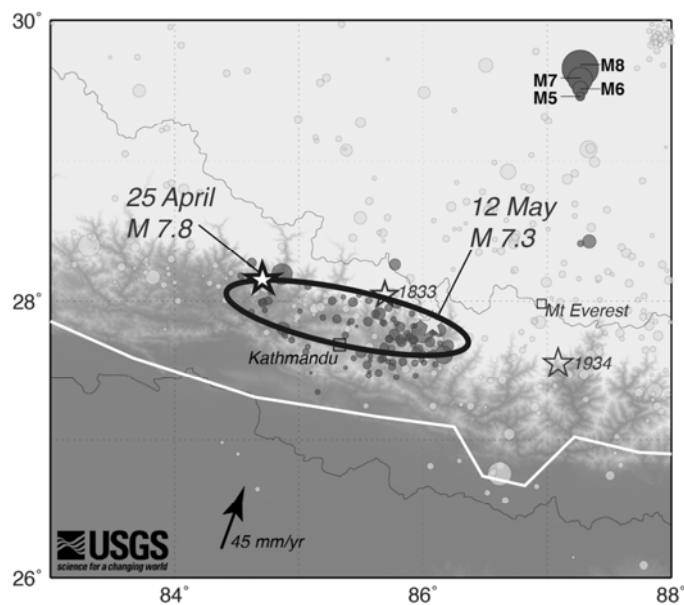 30°
M8
M7
M6
M5
25 April
M 7.8
12 May
M 7.3
1833
28°
Mt Everest
Kathmandu
1934
45 mm/yr
USGS
science for a changing world
26°
84°
86°
88°